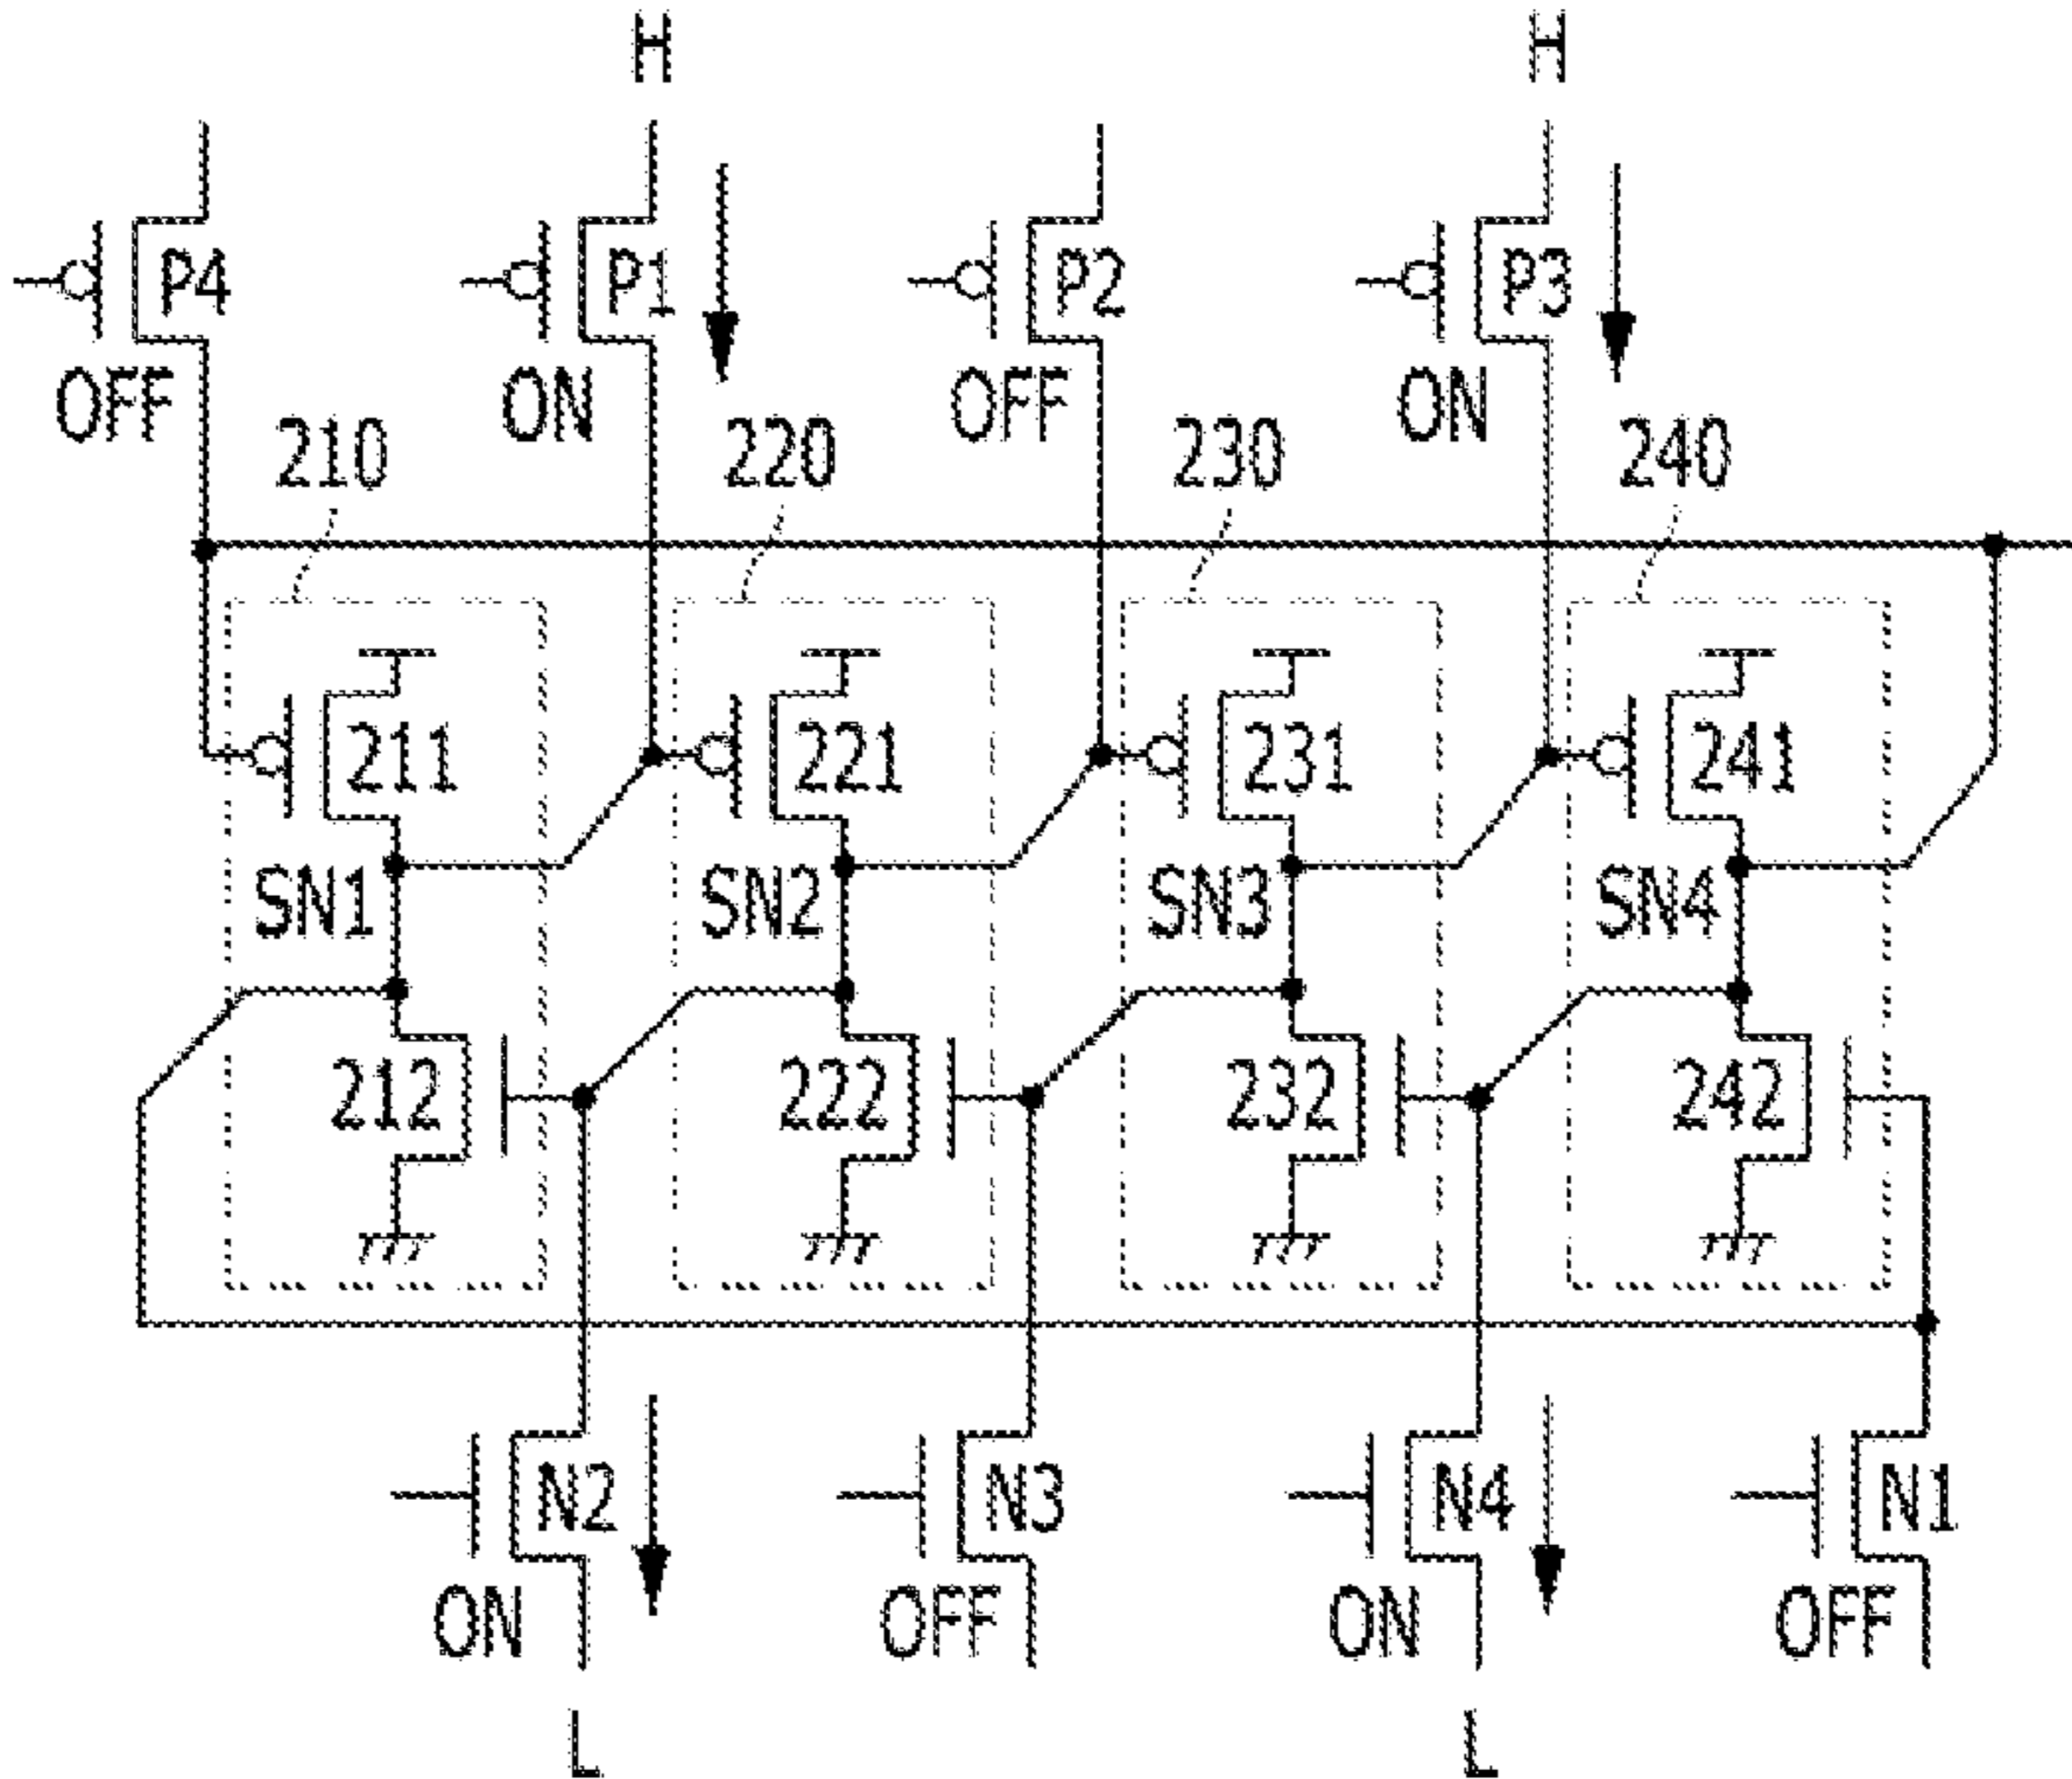 H H
P4 P1 P2 P3
OFF ON OFF ON
210 220 230 240
211 221 231 241
SN1 SN2 SN3 SN4
212 222 232 242
N2 N3 N4 N1
ON OFF ON OFF
L L